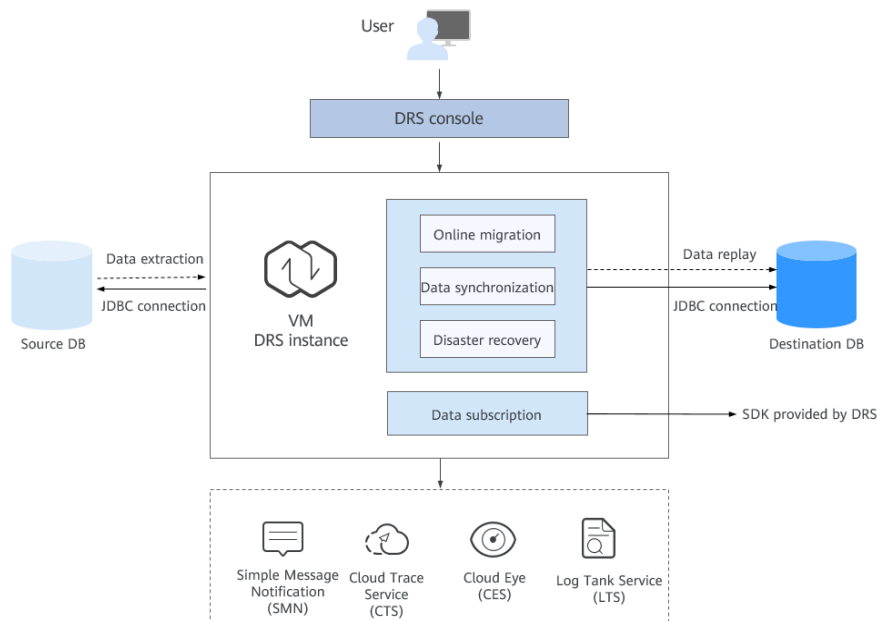 User
DRS console
Online migration
Data extraction
Data replay
Data synchronization
JDBC connection
JDBC connection
VM
DRS instance
Source DB
Disaster recovery
Destination DB
Data subscription
SDK provided by DRS
Simple Message
Notification
(SMN)
Cloud Trace
Service
(CTS)
Cloud Eye
(CES)
Log Tank Service
(LTS)